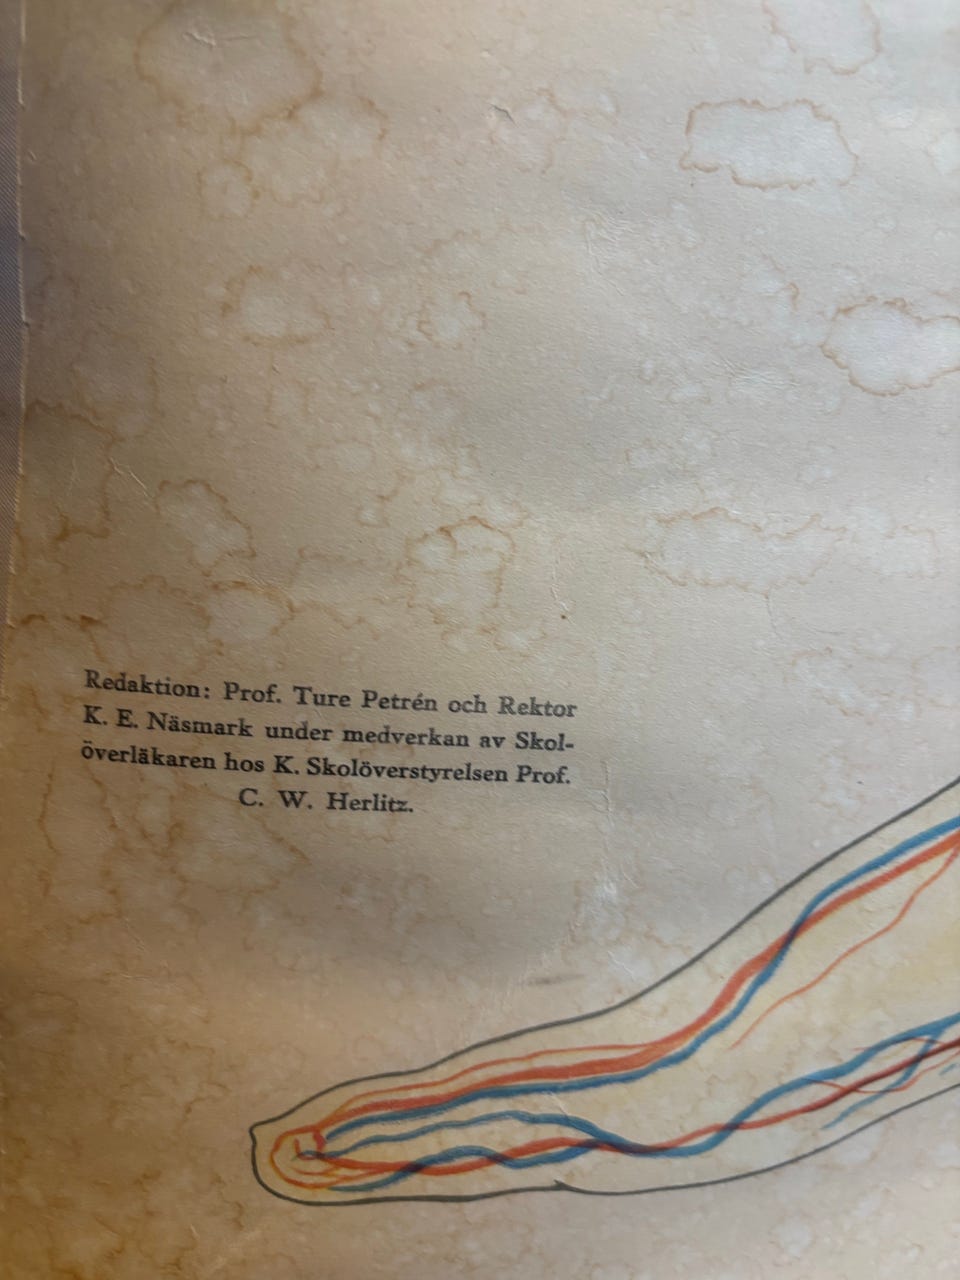 Redaktion: Prof. Ture Petrén och Rektor
K. E. Näsmark under medverkan av Skol-
överläkaren hos K. Skolöverstyrelsen Prof.
C. W. Herlitz.